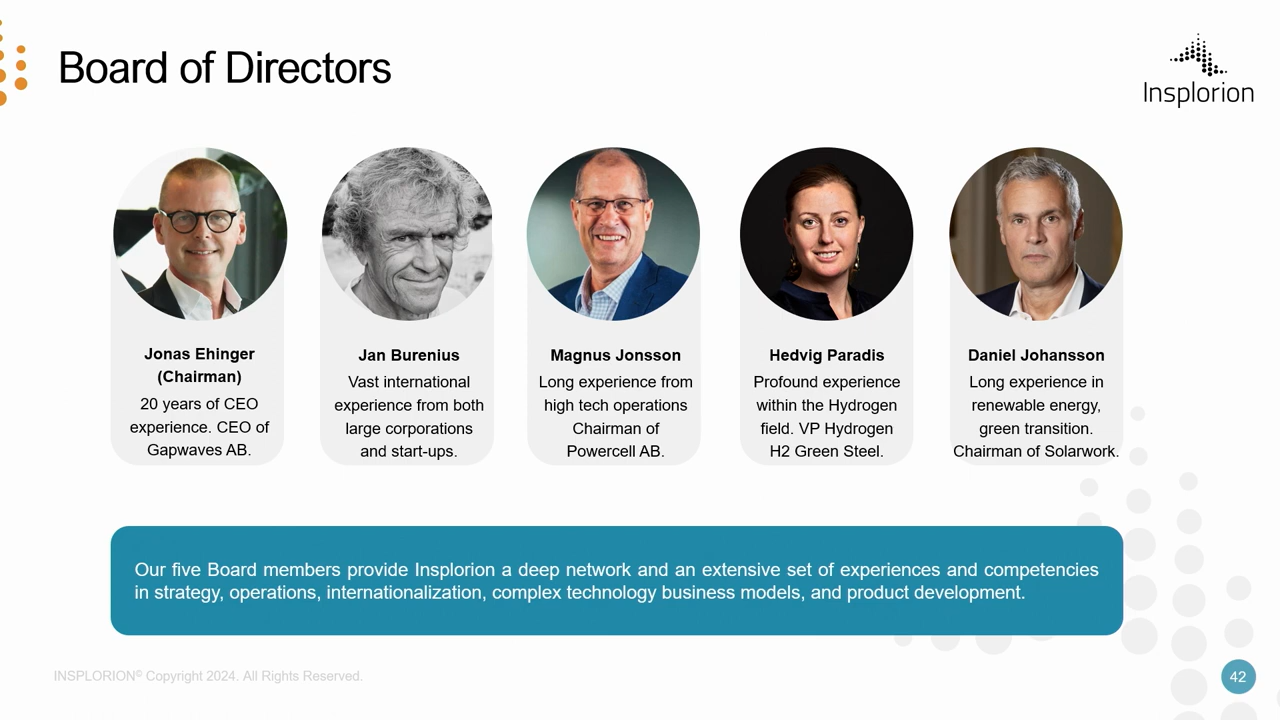 Board of Directors
Insplorion
Jonas Ehinger
(Chairman)
20 years of CEO
experience. CEO of
Gapwaves AB.
Jan Burenius
Vast international
experience from both
large corporations
and start-ups.
Magnus Jonsson
Long experience from
high tech operations
Chairman of
Powercell AB.
Hedvig Paradis
Profound experience
within the Hydrogen
field. VP Hydrogen
H2 Green Steel.
Daniel Johansson
Long experience in
renewable energy,
green transition.
Chairman of Solarwork.
Our five Board members provide Insplorion a deep network and an extensive set of experiences and competencies
in strategy, operations, internationalization, complex technology business models, and product development.
INSPLORION© Copyright 2024. All Rights Reserved.
42